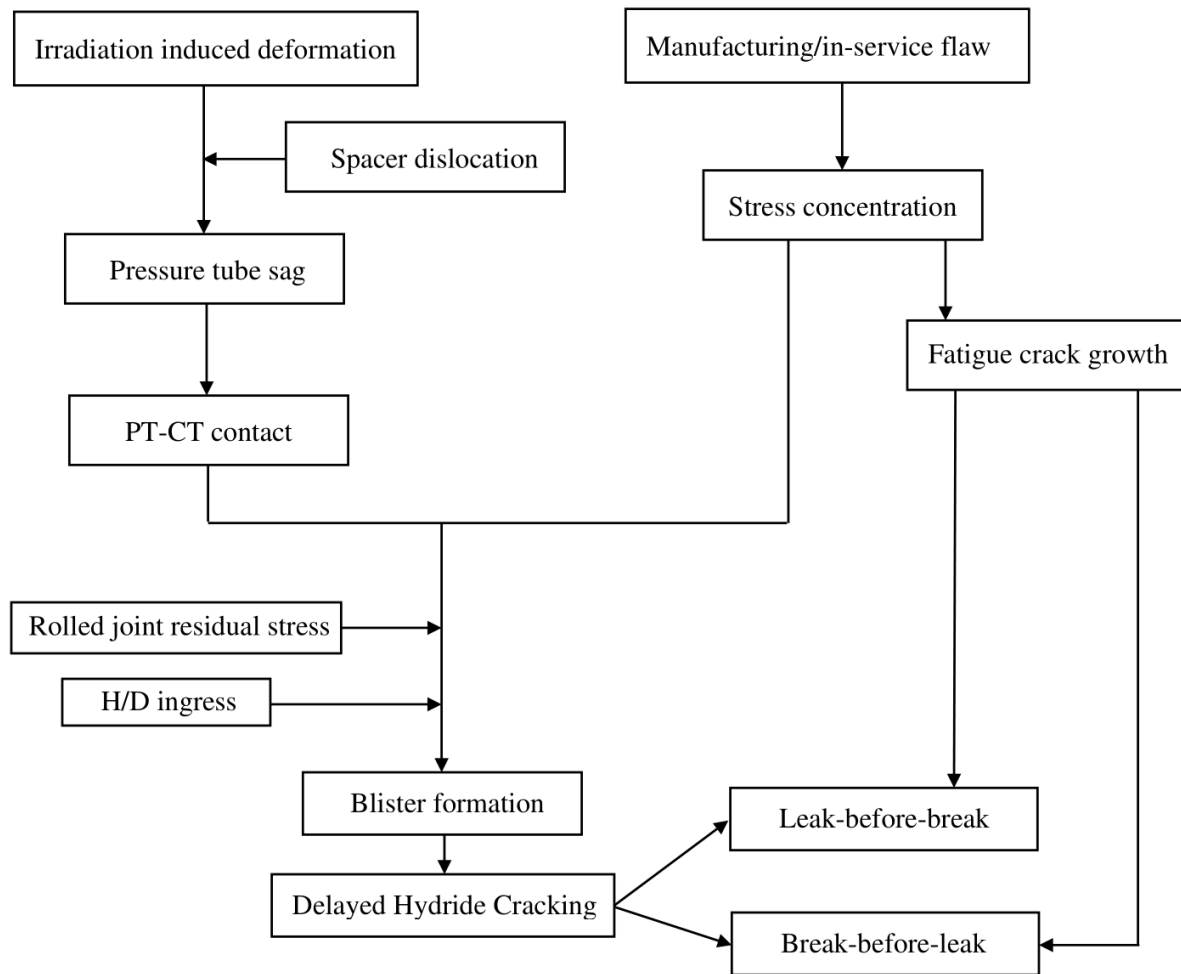 Irradiation induced deformation
Manufacturing/in-service flaw
Spacer dislocation
Stress concentration
Pressure tube sag
Fatigue crack growth
PT-CT contact
Rolled joint residual stress
H/D ingress
Blister formation
Leak-before-break
Delayed Hydride Cracking
Break-before-leak